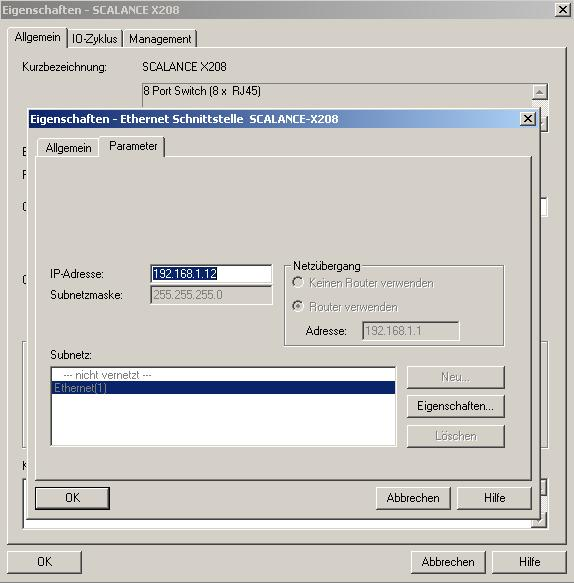 Eigenschaften - SCALANCE X208
Allgemein
IO-Zyklus
Management
Kurzbezeichnung:
SCALANCE X208
8 Port Switch (8 x RJ45)
Eigenschaften - Ethernet Schnittstelle SCALANCE-X208
Allgemein
Parameter
IP-Adresse:
192.168.1.12
Subnetzmaske:
255.255.255.0
Netzübergang
Keinen Router verwenden
Router verwenden
Adresse:
192.168.1.1
Subnetz:
--- nicht vernetzt ---
Ethernet(1)
Neu...
Eigenschaften...
Löschen
OK
Abbrechen
Hilfe
OK
Abbrechen
Hilfe